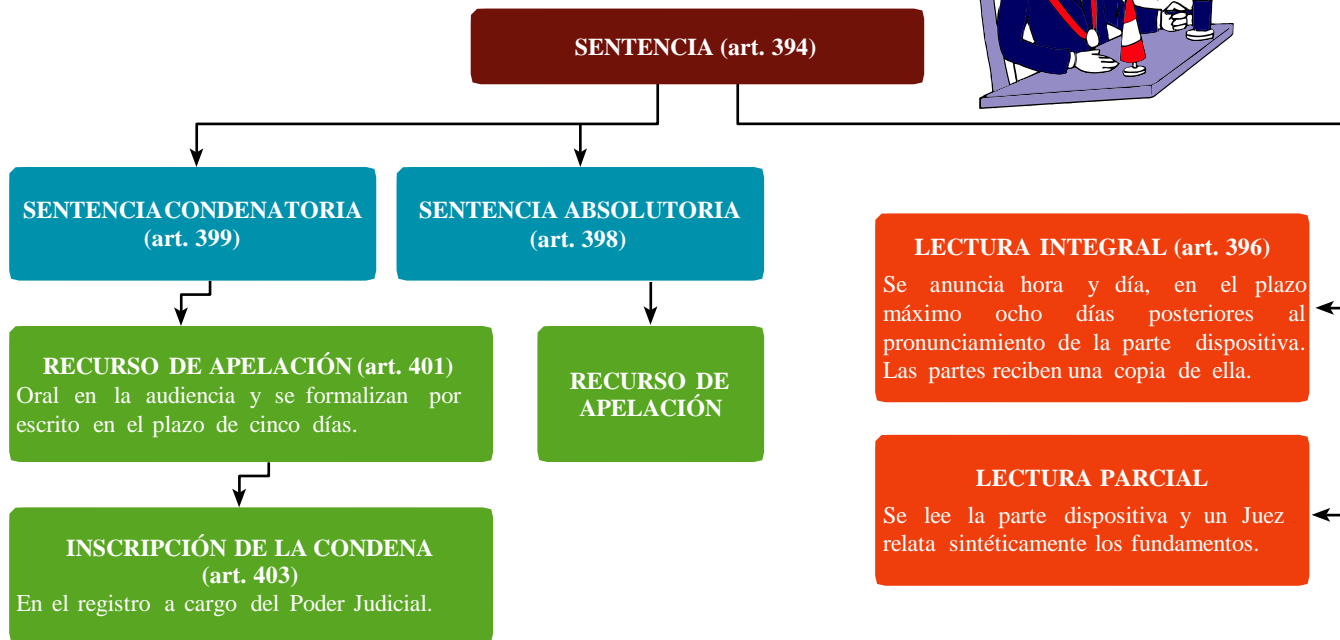 SENTENCIA (art. 394)
SENTENCIA CONDENATORIA
(art. 399)
SENTENCIA ABSOLUTORIA
(art. 398)
RECURSO DE APELACIÓN (art. 401)
Oral en la audiencia y se formalizan por
escrito en el plazo de cinco días.
RECURSO DE
APELACIÓN
INSCRIPCIÓN DE LA CONDENA
(art. 403)
En el registro a cargo del Poder Judicial.
LECTURA INTEGRAL (art. 396)
Se anuncia hora y día, en el plazo
máximo ocho días posteriores al
pronunciamiento de la parte dispositiva.
Las partes reciben una copia de ella.
LECTURA PARCIAL
Se lee la parte dispositiva y un Juez
relata sintéticamente los fundamentos.